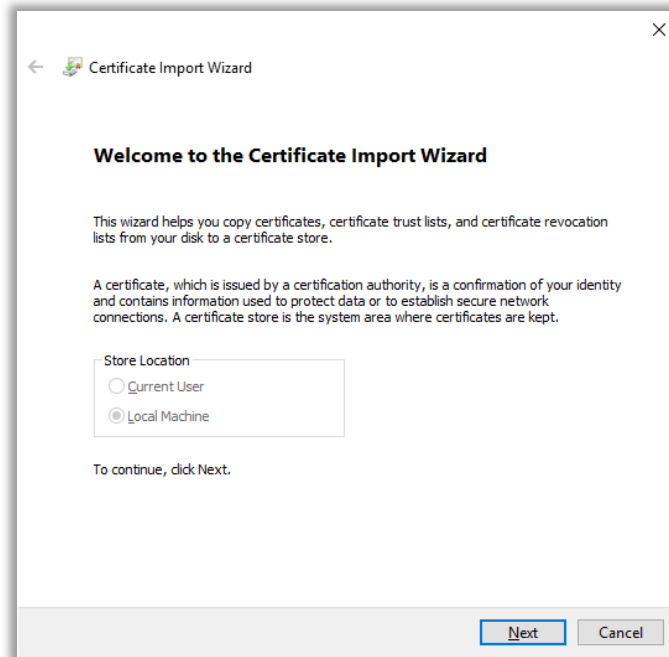 Certificate Import Wizard
Welcome to the Certificate Import Wizard
This wizard helps you copy certificates, certificate trust lists, and certificate revocation
lists from your disk to a certificate store.
A certificate, which is issued by a certification authority, is a confirmation of your identity
and contains information used to protect data or to establish secure network
connections. A certificate store is the system area where certificates are kept.
Store Location
Current User
Local Machine
To continue, click Next.
Next
Cancel